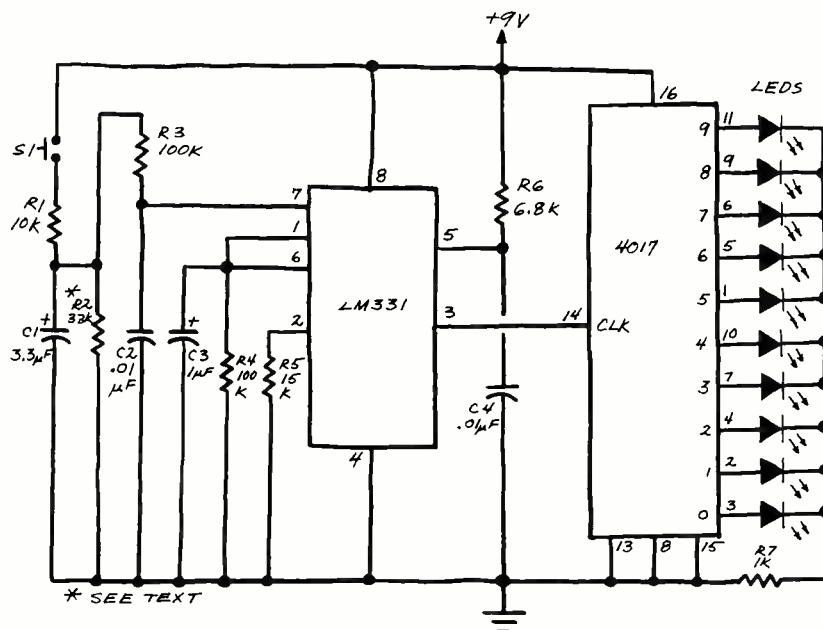 +9V
LEDS
16
S1
R3
100K
R1
10K
8
7
1
6
2
LM331
5
3
4
R6
6.8K
4017
14
CLK
9 11
8 9
7 6
6 5
5 1
4 10
3 7
2 4
1 2
0 3
+
C1
3.3µF
*
R2
33K
C2
.01
µF
+
C3
1µF
R4
100
K
R5
15
K
C4
.01µF
13
8
15
R7
1K
* SEE TEXT